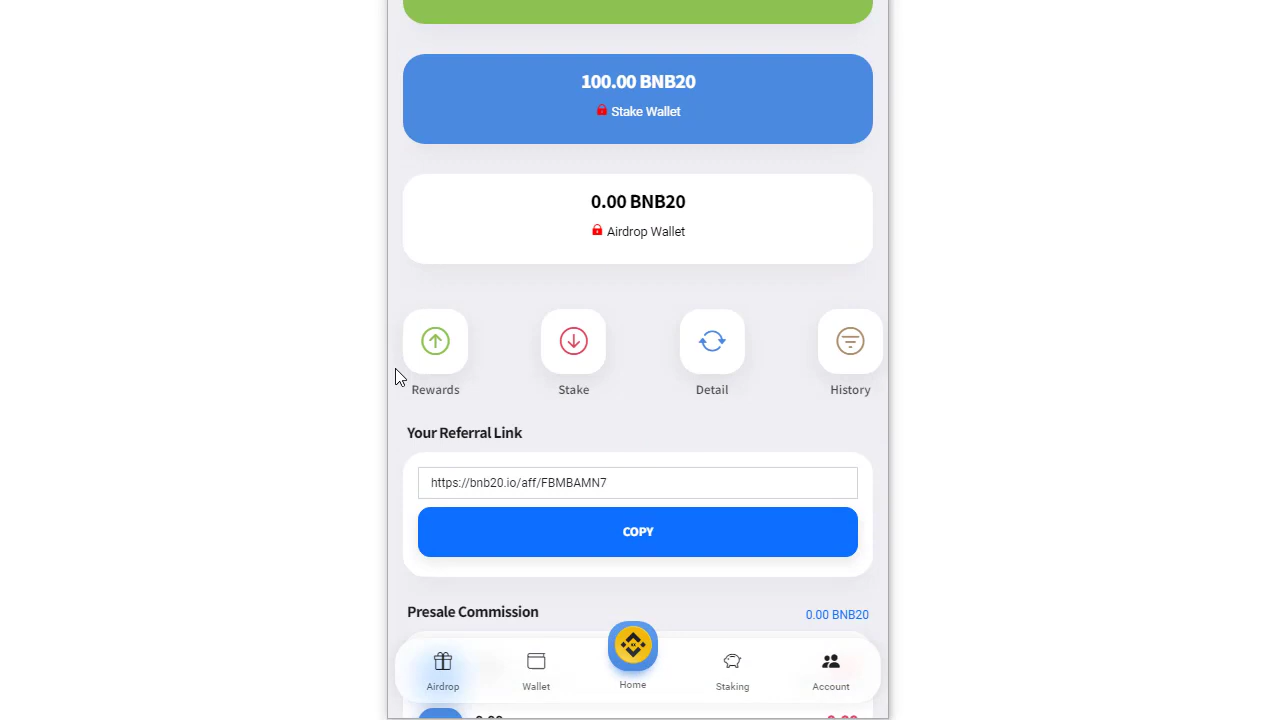 100.00 BNB20
Stake Wallet
0.00 BNB20
Airdrop Wallet
Rewards Stake Detail History
Your Referral Link
https://bnb20.io/aff/FBMBAMN7
COPY
Presale Commission 0.00 BNB20
Airdrop Wallet Home Staking Account